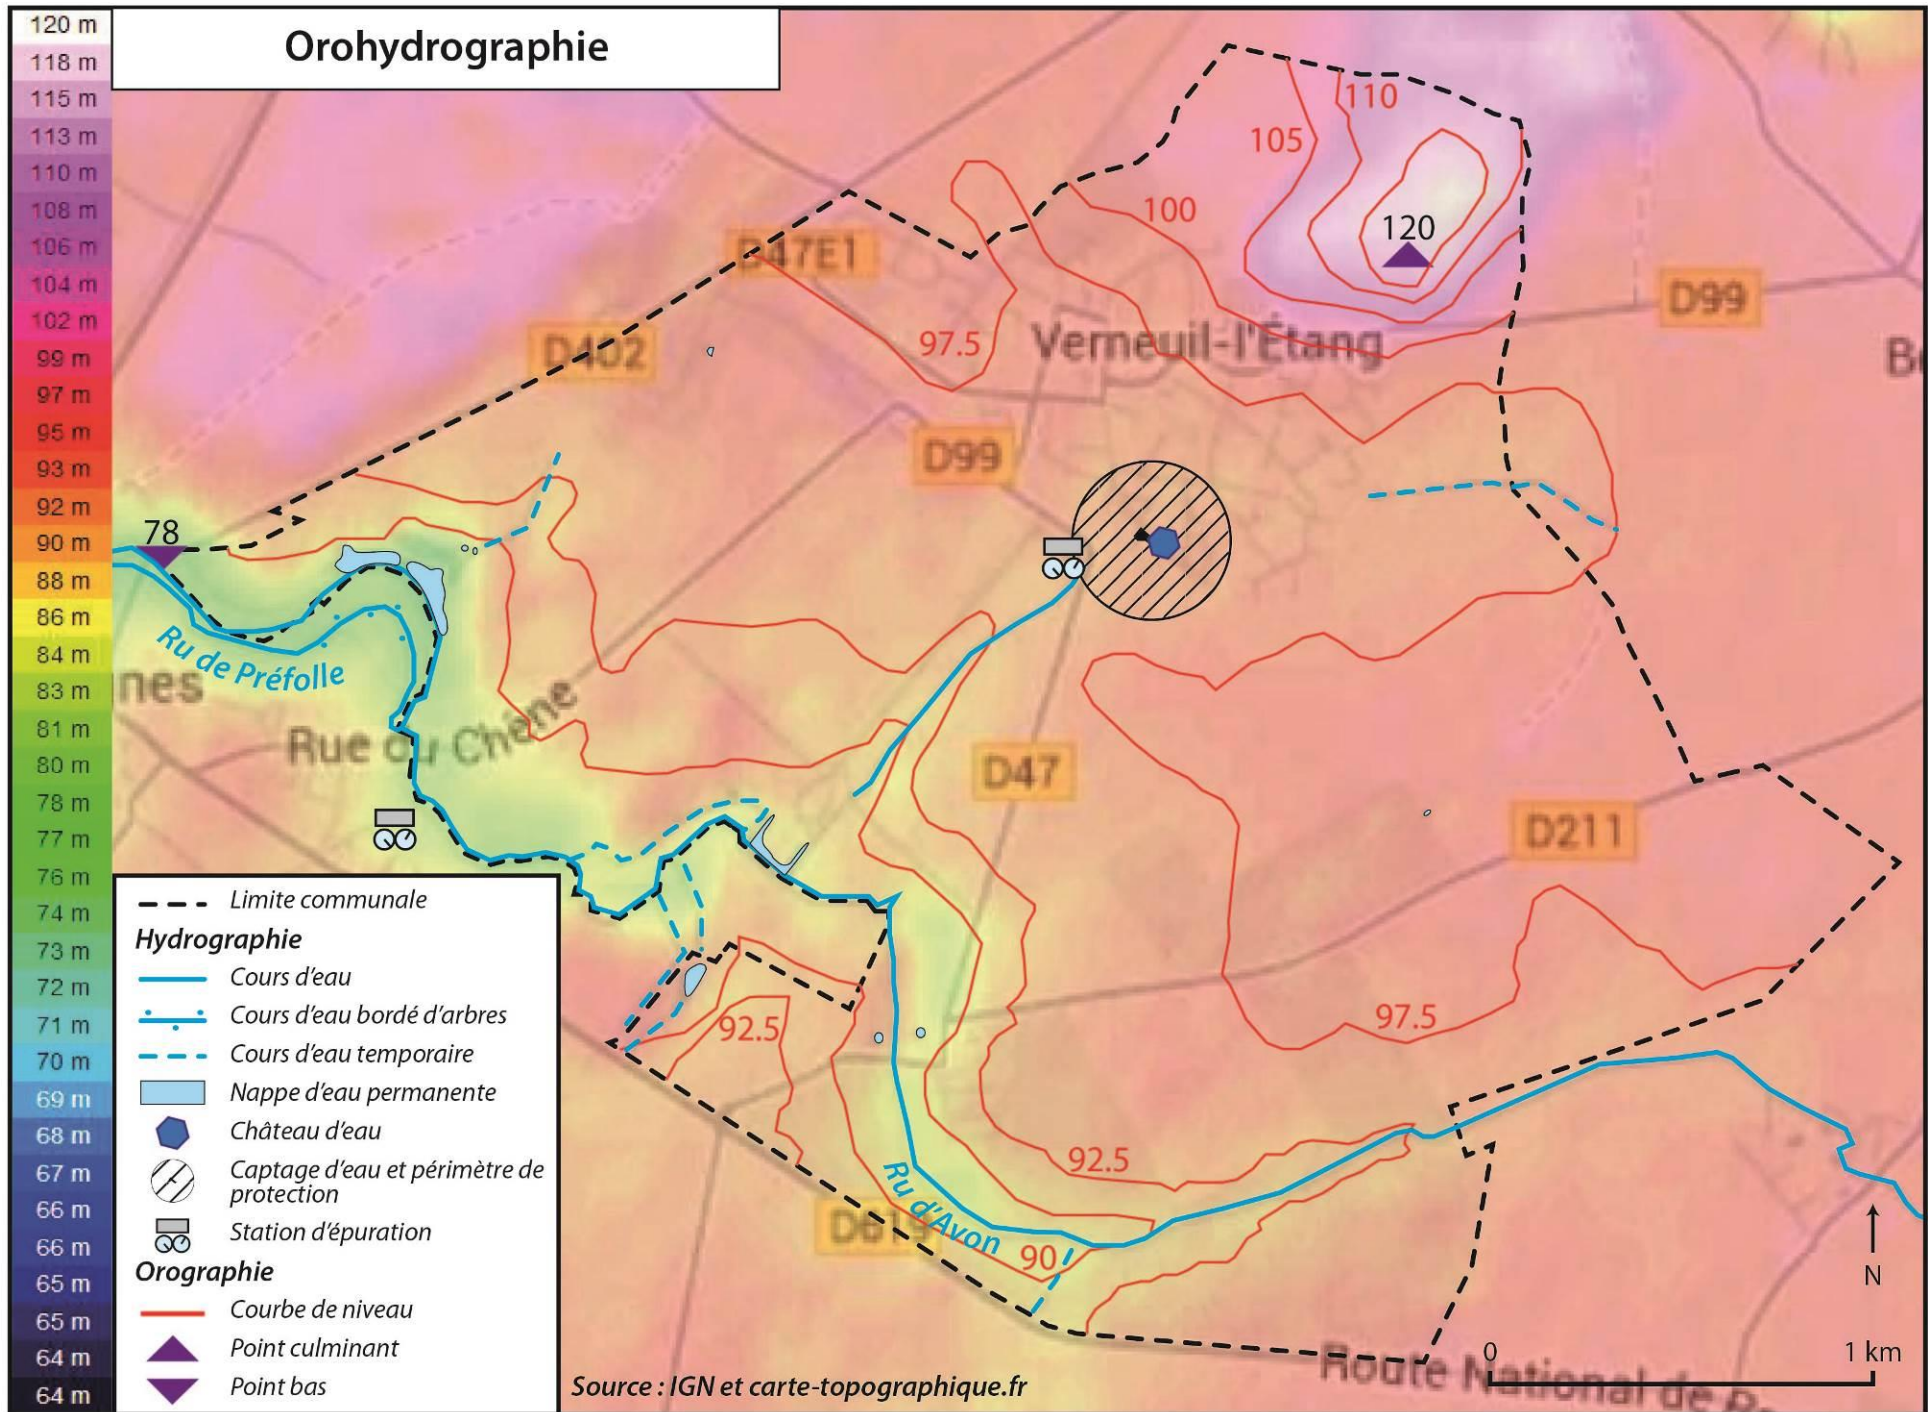 Orohydrographie
120 m
118 m
115 m
113 m
110 m
108 m
106 m
104 m
102 m
99 m
97 m
95 m
93 m
92 m
90 m
88 m
86 m
84 m
83 m
81 m
80 m
78 m
77 m
76 m
74 m
73 m
72 m
71 m
70 m
69 m
68 m
67 m
66 m
66 m
65 m
65 m
64 m
64 m
110
105
100
120
D47E1
D99
97.5
Verneuil-l'Étang
D402
D99
78
Ru de Préfolle
nes
Rue du Chêne
D47
D211
92.5
97.5
92.5
Ru d'Avon
D619
90
N
Route National de
0
1 km
Limite communale
Hydrographie
Cours d'eau
Cours d'eau bordé d'arbres
Cours d'eau temporaire
Nappe d'eau permanente
Château d'eau
Captage d'eau et périmètre de
protection
Station d'épuration
Orographie
Courbe de niveau
Point culminant
Point bas
Source : IGN et carte-topographique.fr